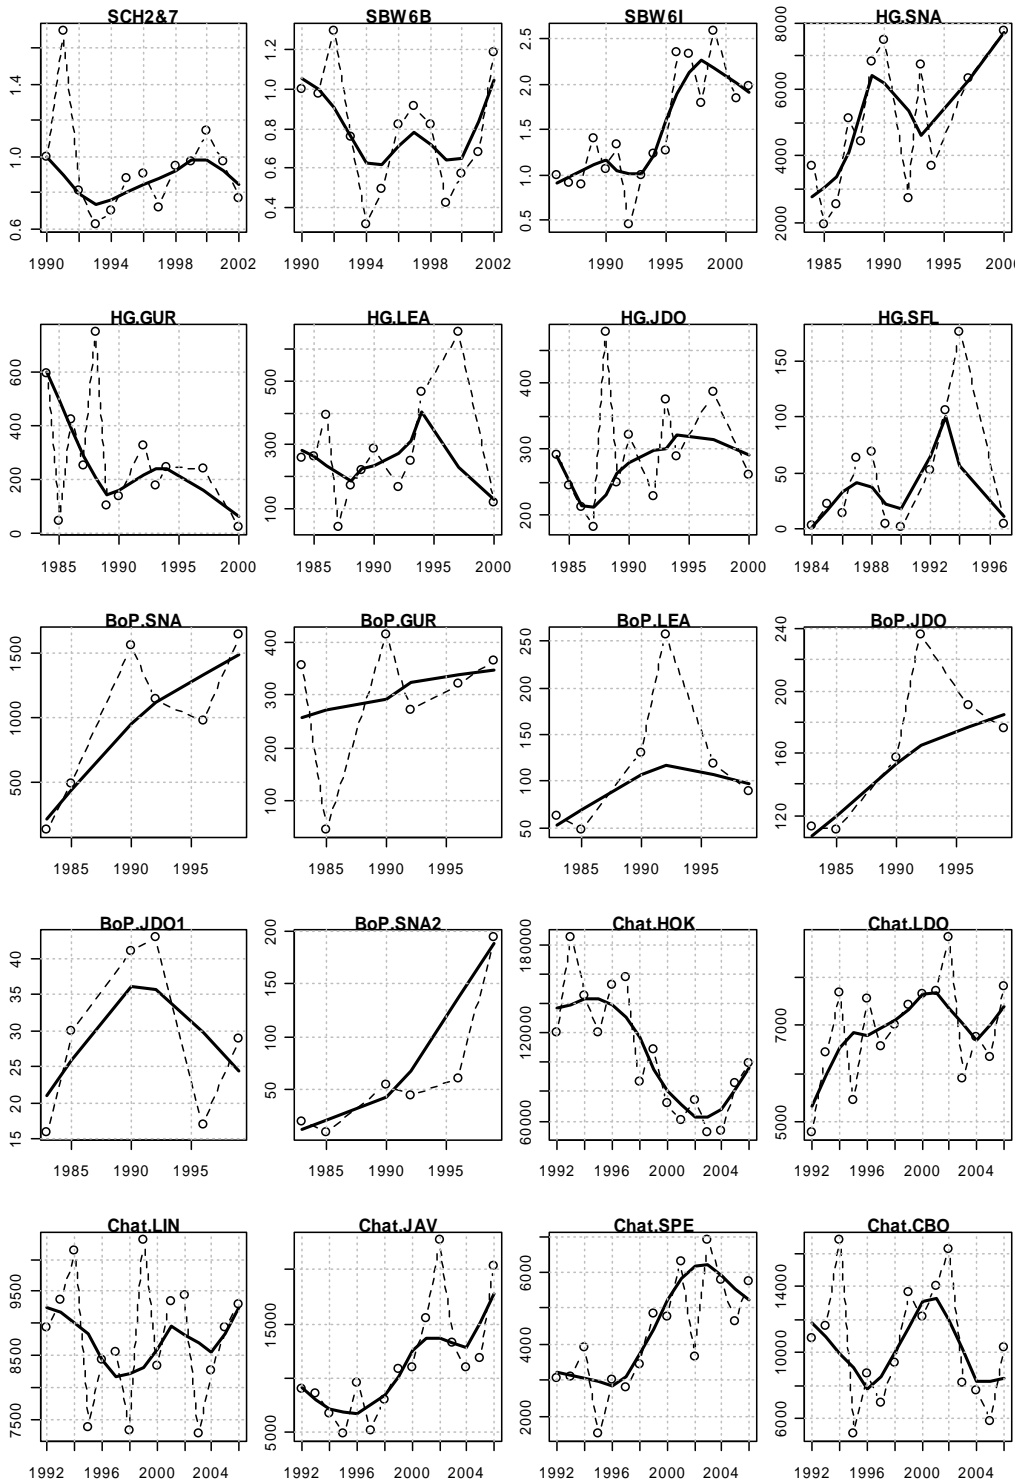 SCH2&7 SBW6B SBW6I HG.SNA
0.6 1.0 1.4 0.4 0.6 0.8 1.0 1.2 0.5 1.0 1.5 2.0 2.5 2000 4000 6000 8000
1990 1994 1998 2002 1990 1994 1998 2002 1990 1995 2000 1985 1990 1995
HG.GUR HG.LEA HG.JDO HG.SFL
0 200 400 600 100 300 500 200 300 400 0 50 100 150
1985 1990 1995 2000 1985 1990 1995 2000 1985 1990 1995 2000 1984 1988 1992 1996
BoP.SNA BoP.GUR BoP.LEA BoP.JDO
500 1000 1500 100 200 300 400 50 100 150 200 250 120 160 200 240
1985 1990 1995 1985 1990 1995 1985 1990 1995 1985 1990 1995
BoP.JDO1 BoP.SNA2 Chat.HOK Chat.LDO
15 20 25 30 35 40 50 100 150 200 60000 120000 180000 5000 7000
1985 1990 1995 1985 1990 1995 1992 1996 2000 2004 1992 1996 2000 2004
Chat.LIN Chat.JAV Chat.SPE Chat.CBO
7500 8500 9500 5000 15000 2000 4000 6000 6000 10000 14000
1992 1996 2000 2004 1992 1996 2000 2004 1992 1996 2000 2004 1992 1996 2000 2004